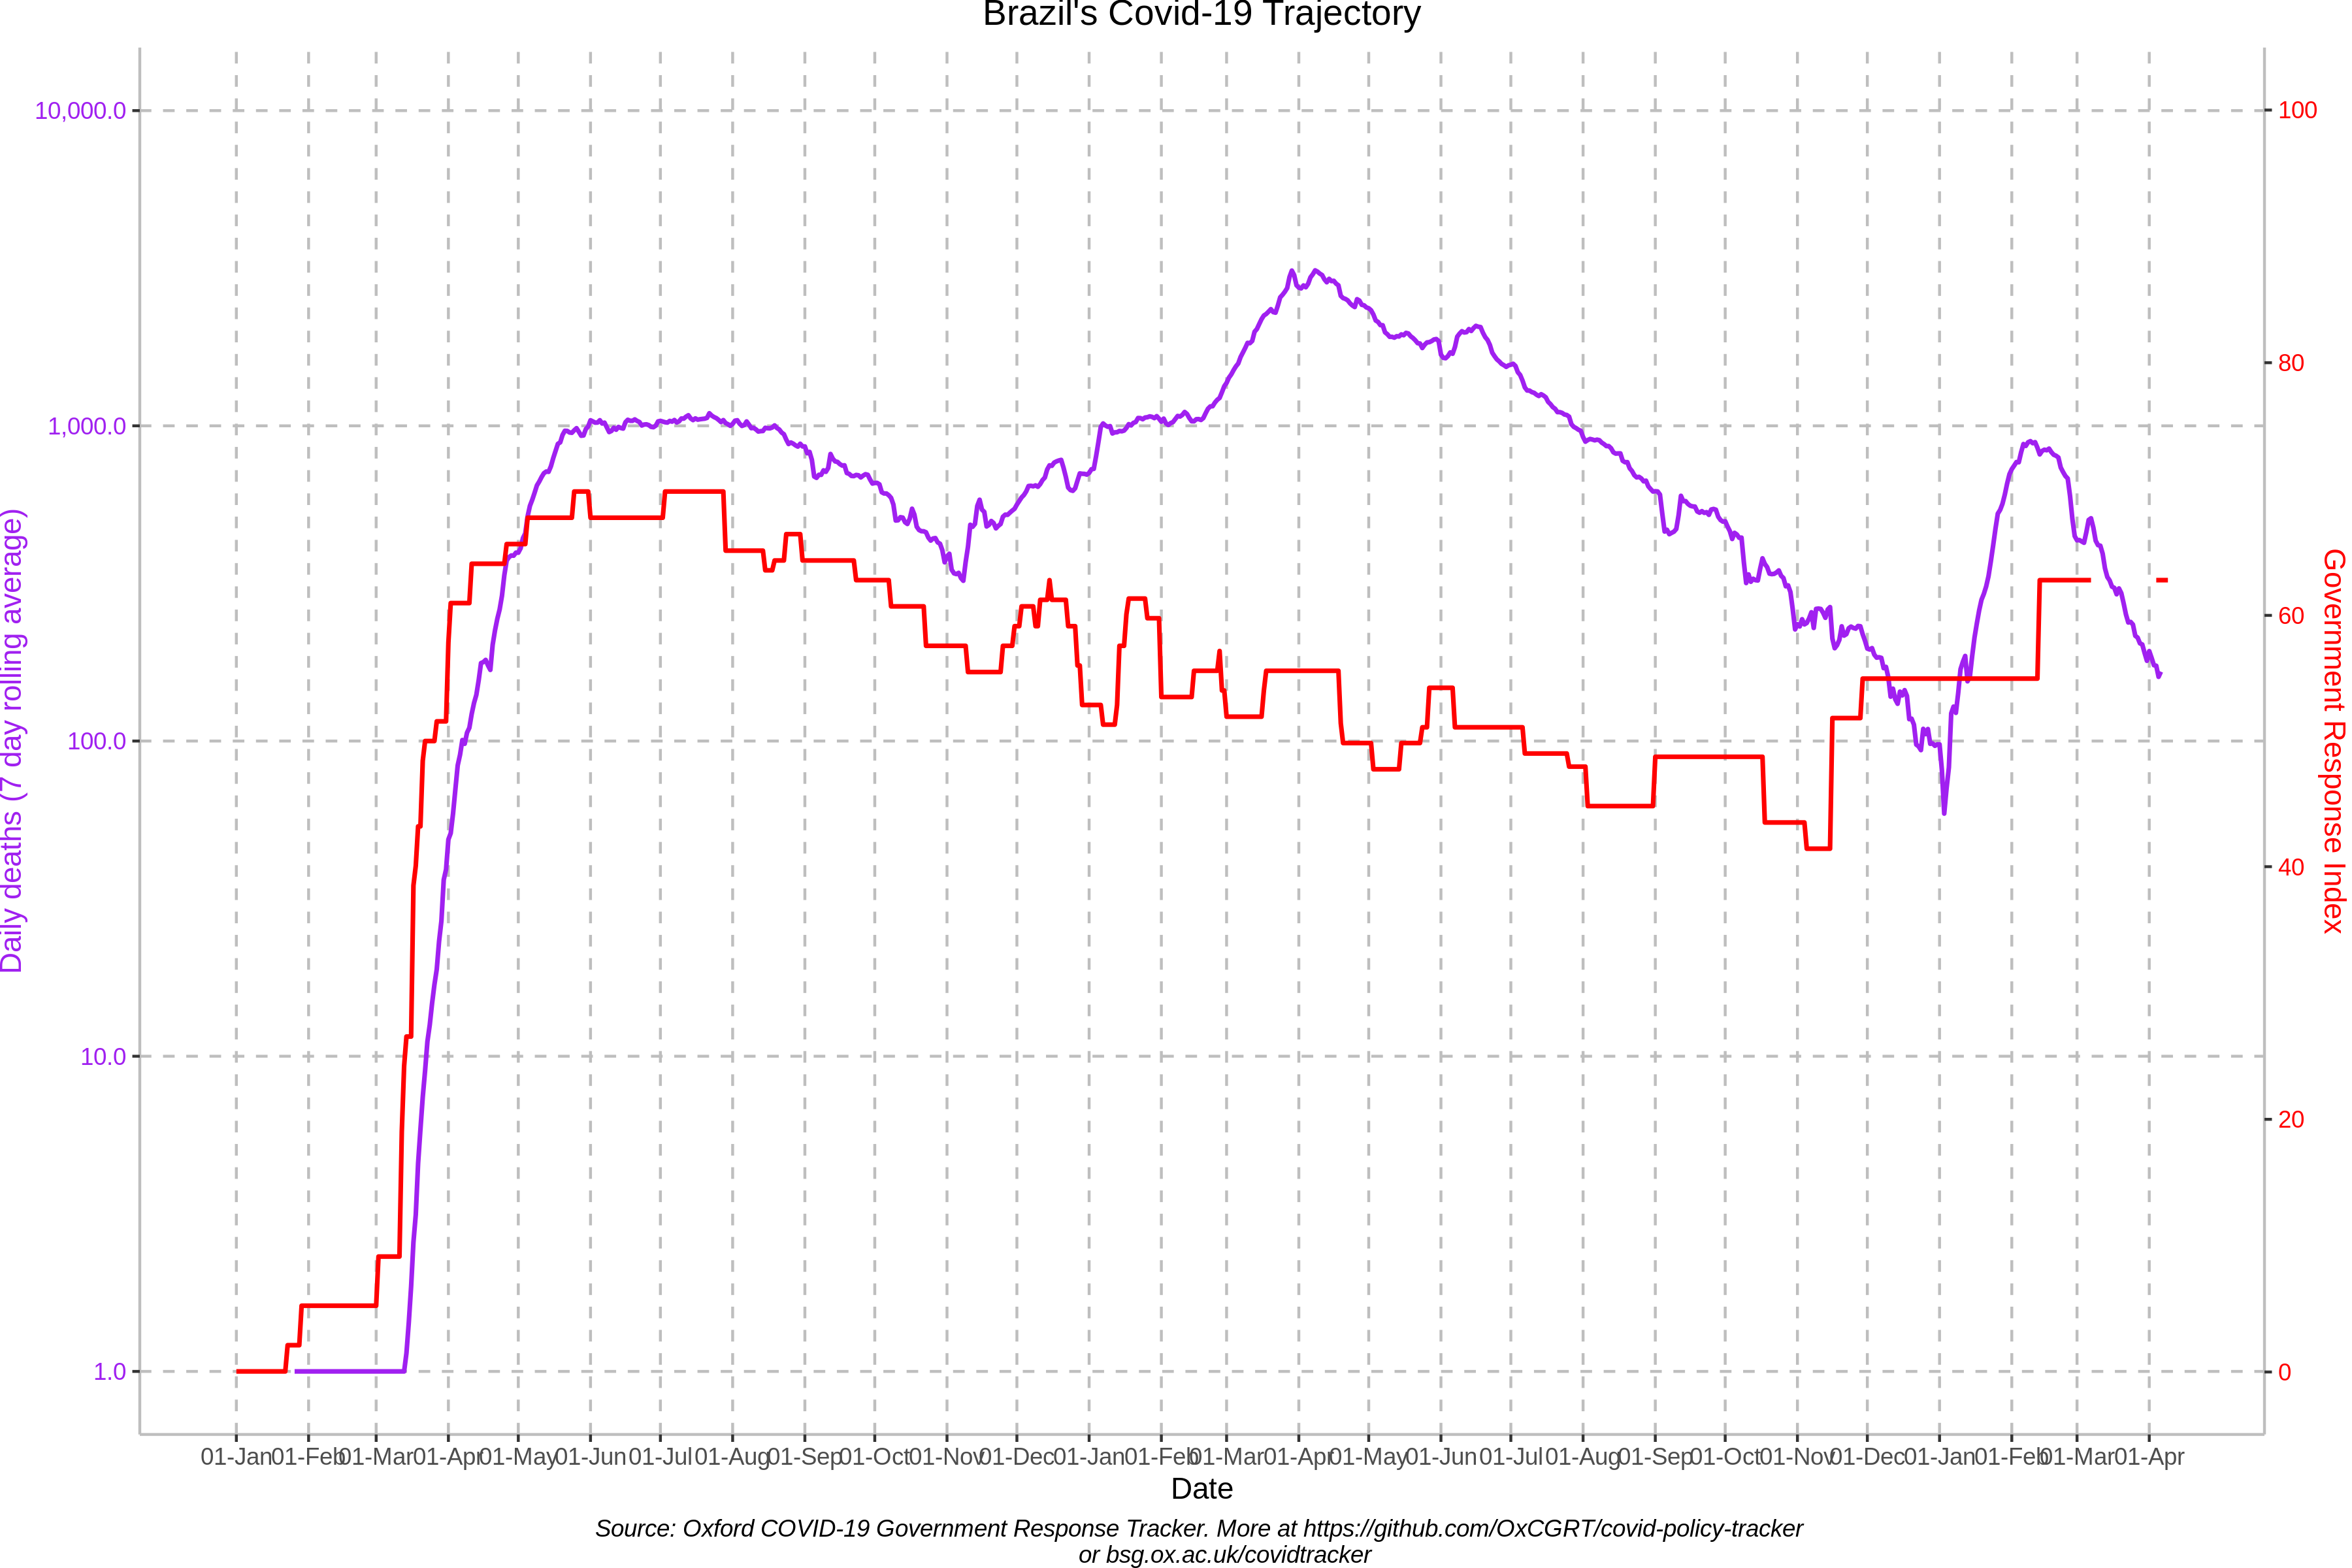 Brazil's Covid-19 Trajectory
10,000.0
1,000.0
100.0
10.0
1.0
Daily deaths (7 day rolling average)
100
80
60
40
20
0
Government Response Index
01-Jan 01-Feb 01-Mar 01-Apr 01-May 01-Jun 01-Jul 01-Aug 01-Sep 01-Oct 01-Nov 01-Dec 01-Jan 01-Feb 01-Mar 01-Apr 01-May 01-Jun 01-Jul 01-Aug 01-Sep 01-Oct 01-Nov 01-Dec 01-Jan 01-Feb 01-Mar 01-Apr
Date
Source: Oxford COVID-19 Government Response Tracker. More at https://github.com/OxCGRT/covid-policy-tracker
or bsg.ox.ac.uk/covidtracker